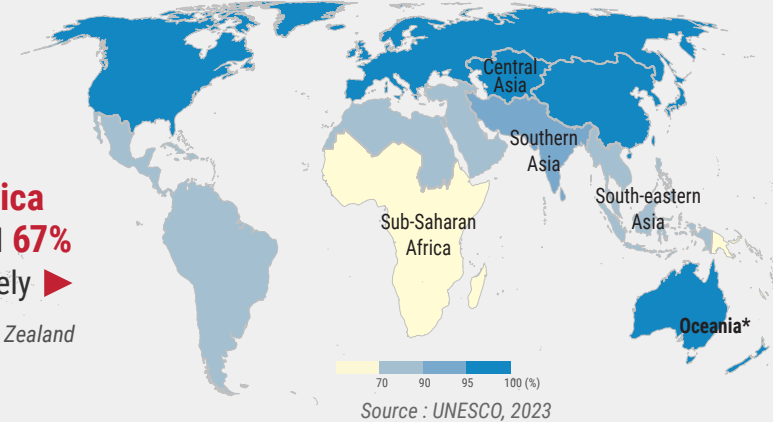 ica
67%
ely
Zealand
Central
Asia
Southern
Asia
South-eastern
Asia
Sub-Saharan
Africa
Oceania*
70 90 95 100 (%)
Source : UNESCO, 2023